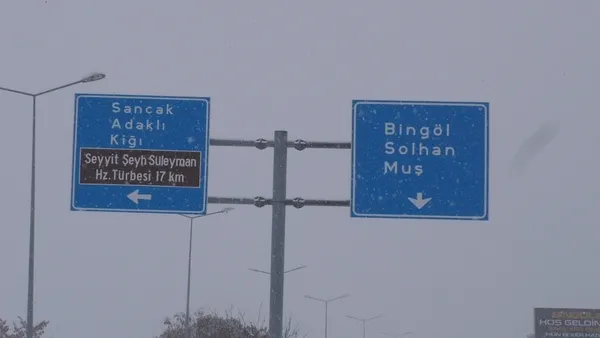 Sancak
Adaklı
Kiğı
Seyyit Şeyh Süleyman
Hz. Türbesi 17 km
Bingöl
Solhan
Muş
HOŞ GELDİN